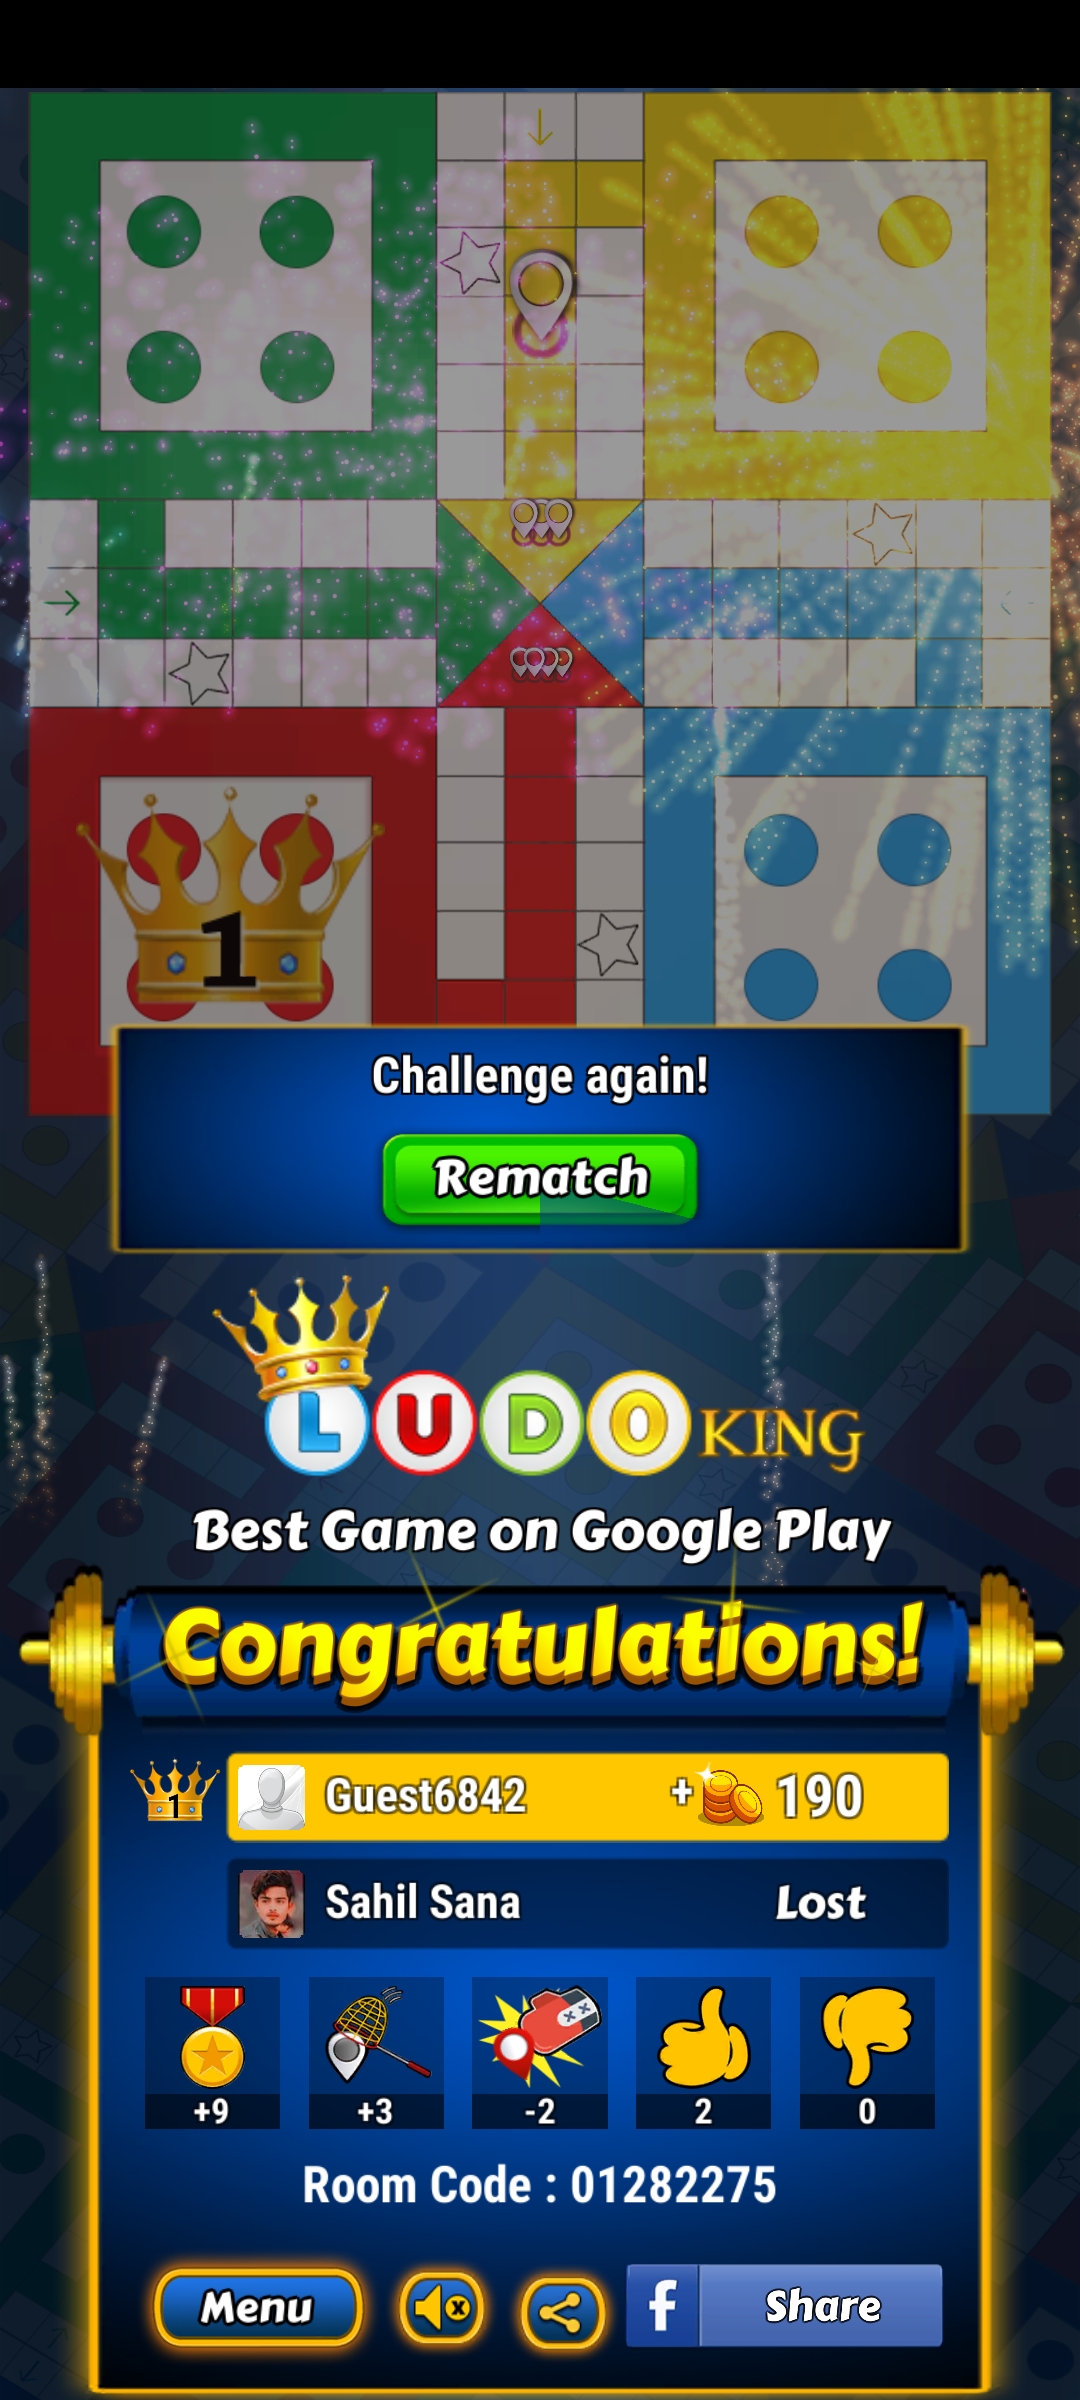 1
Challenge again!
Rematch
LUDO KING
Best Game on Google Play
Congratulations!
1 Guest6842 + 190
Sahil Sana Lost
+9 +3 -2 2 0
Room Code : 01282275
Menu f Share